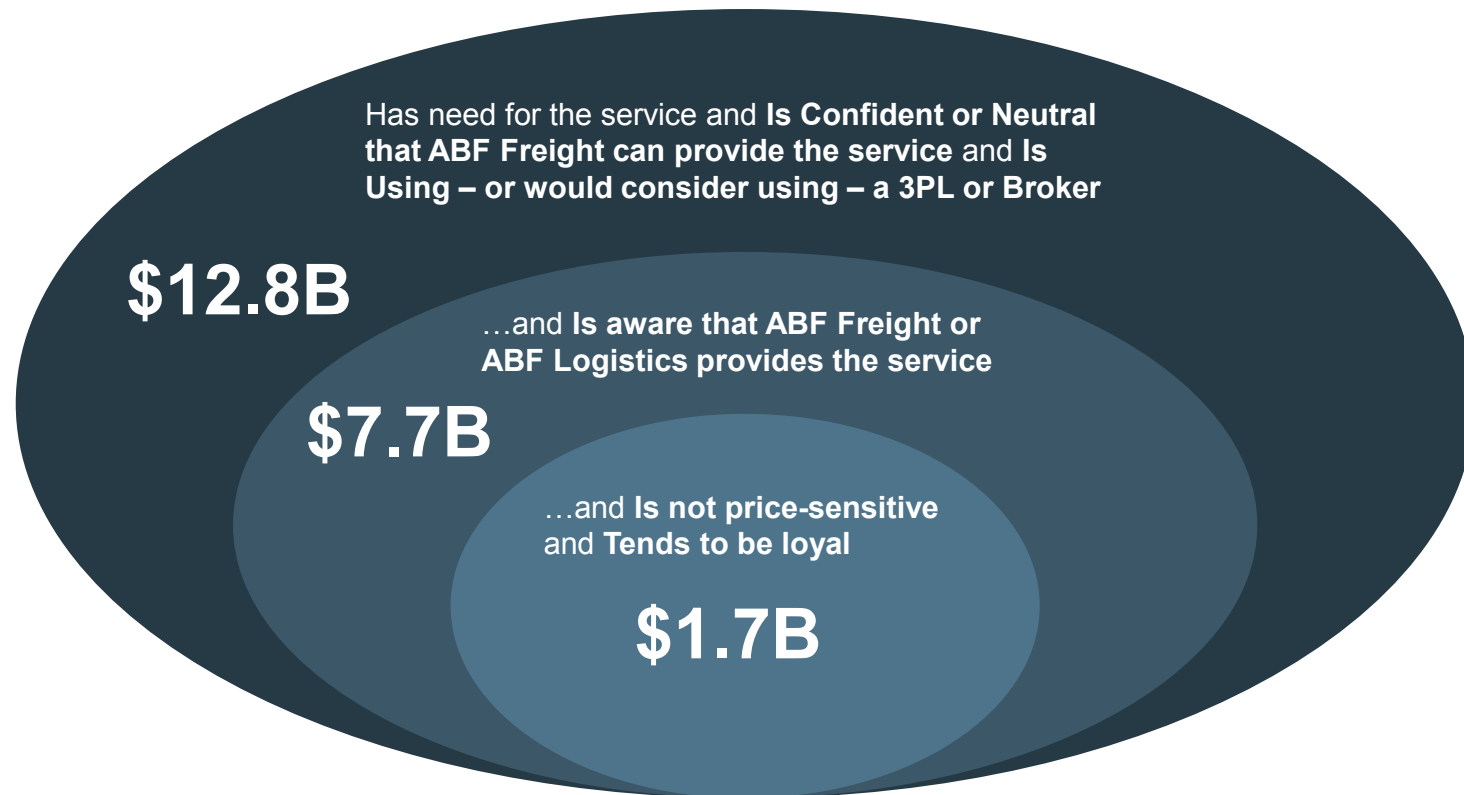 Has need for the service and Is Confident or Neutral
that ABF Freight can provide the service and Is
Using – or would consider using – a 3PL or Broker
$12.8B
…and Is aware that ABF Freight or
ABF Logistics provides the service
$7.7B
…and Is not price-sensitive
and Tends to be loyal
$1.7B